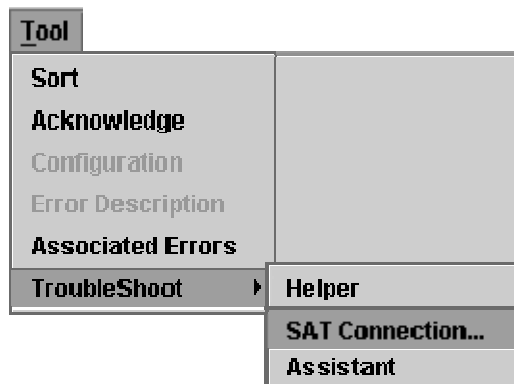 Tool
Sort
Acknowledge
Configuration
Error Description
Associated Errors
TroubleShoot
Helper
SAT Connection...
Assistant